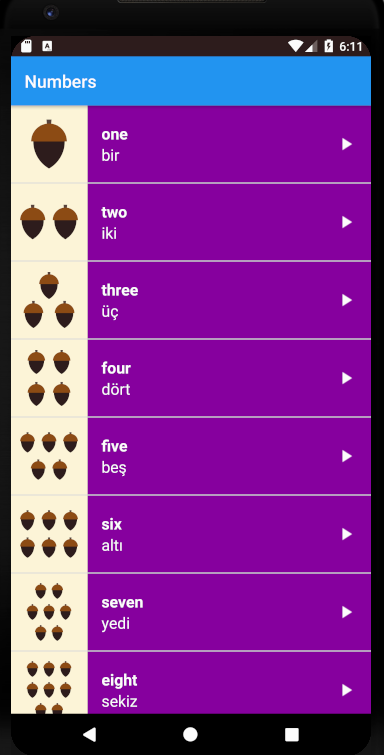 6:11
Numbers
one
bir
two
iki
three
üç
four
dört
five
beş
six
altı
seven
yedi
eight
sekiz